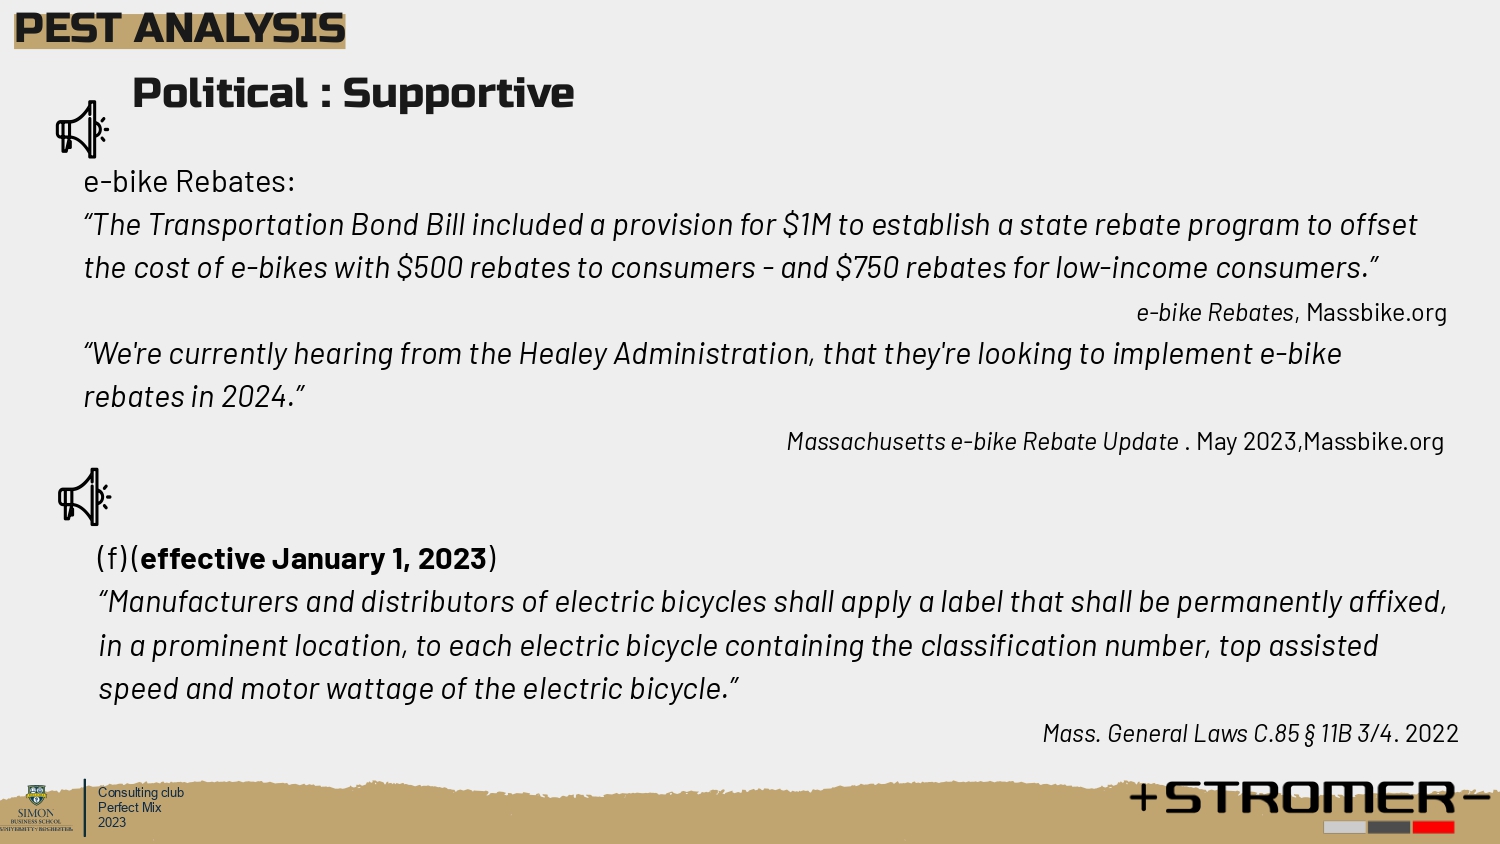 PEST ANALYSIS
Political : Supportive
e-bike Rebates:
“The Transportation Bond Bill included a provision for $1M to establish a state rebate program to offset
the cost of e-bikes with $500 rebates to consumers - and $750 rebates for low-income consumers.”
e-bike Rebates, Massbike.org
“We're currently hearing from the Healey Administration, that they're looking to implement e-bike
rebates in 2024.”
Massachusetts e-bike Rebate Update . May 2023,Massbike.org
(f) (effective January 1, 2023)
“Manufacturers and distributors of electric bicycles shall apply a label that shall be permanently affixed,
in a prominent location, to each electric bicycle containing the classification number, top assisted
speed and motor wattage of the electric bicycle.”
Mass. General Laws C.85 § 11B 3/4. 2022
SIMON
BUSINESS SCHOOL
UNIVERSITY of ROCHESTER
Consulting club
Perfect Mix
2023
STROMER